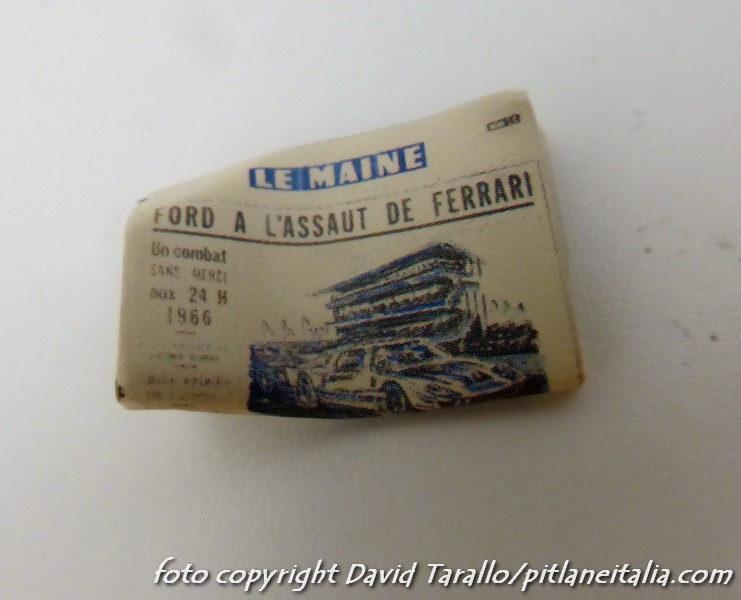 LE MAINE
FORD A L'ASSAUT DE FERRARI
Un combat
SANS MERCI
aux 24 H
1966
foto copyright David Tarallo/pitlaneitalia.com